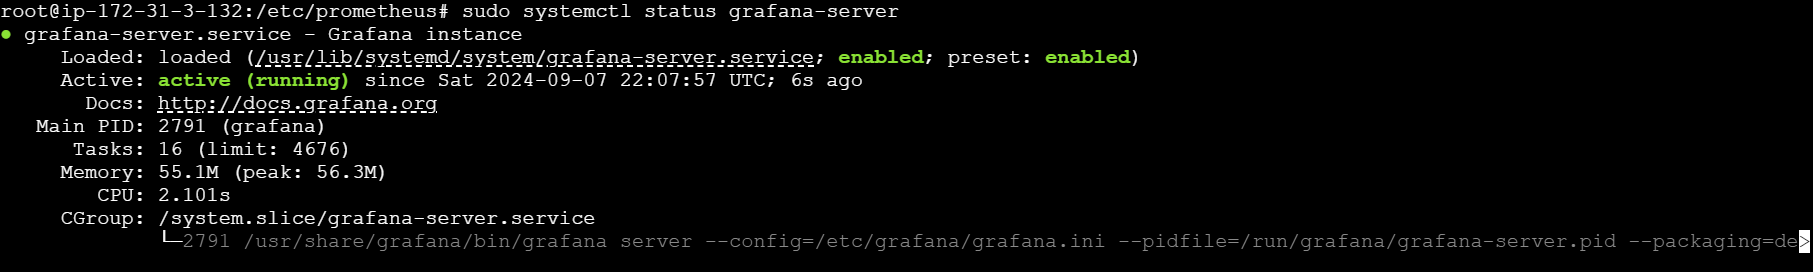 root@ip-172-31-3-132:/etc/prometheus# sudo systemctl status grafana-server
● grafana-server.service - Grafana instance
     Loaded: loaded (/usr/lib/systemd/system/grafana-server.service; enabled; preset: enabled)
     Active: active (running) since Sat 2024-09-07 22:07:57 UTC; 6s ago
       Docs: http://docs.grafana.org
   Main PID: 2791 (grafana)
      Tasks: 16 (limit: 4676)
     Memory: 55.1M (peak: 56.3M)
        CPU: 2.101s
     CGroup: /system.slice/grafana-server.service
             └─2791 /usr/share/grafana/bin/grafana server --config=/etc/grafana/grafana.ini --pidfile=/run/grafana/grafana-server.pid --packaging=de>